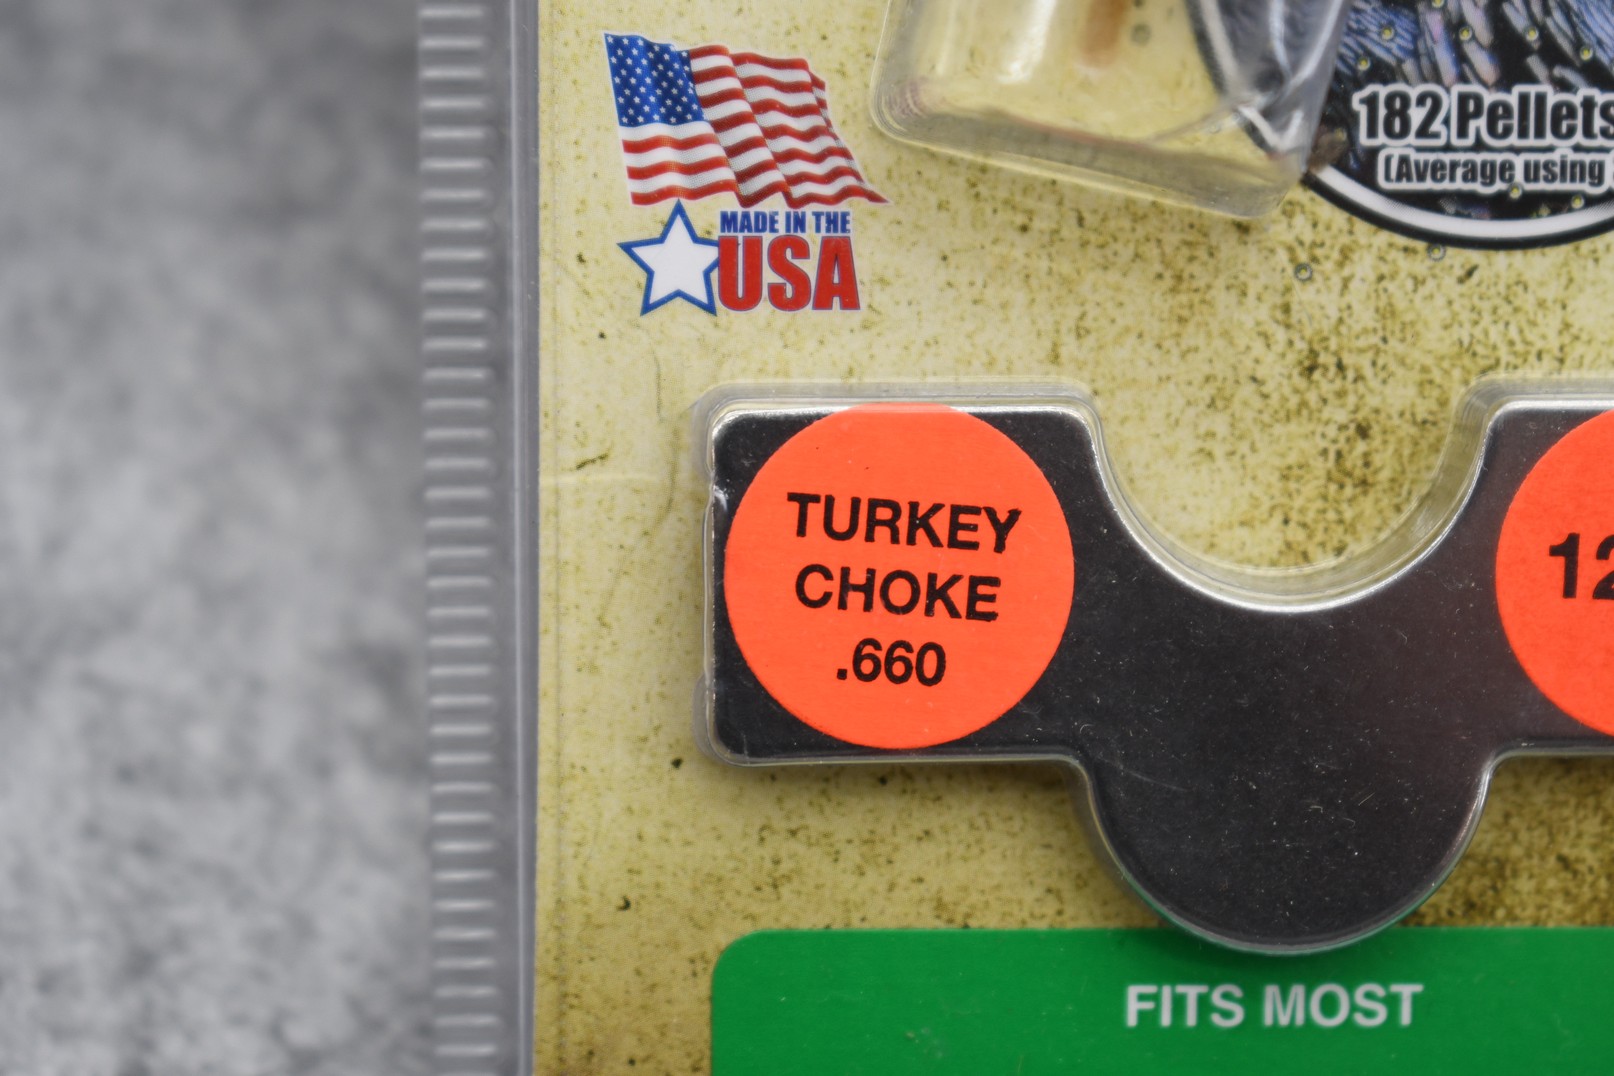 MADE IN THE
USA
182 Pellets
(Average using
TURKEY
CHOKE
.660
12
FITS MOST